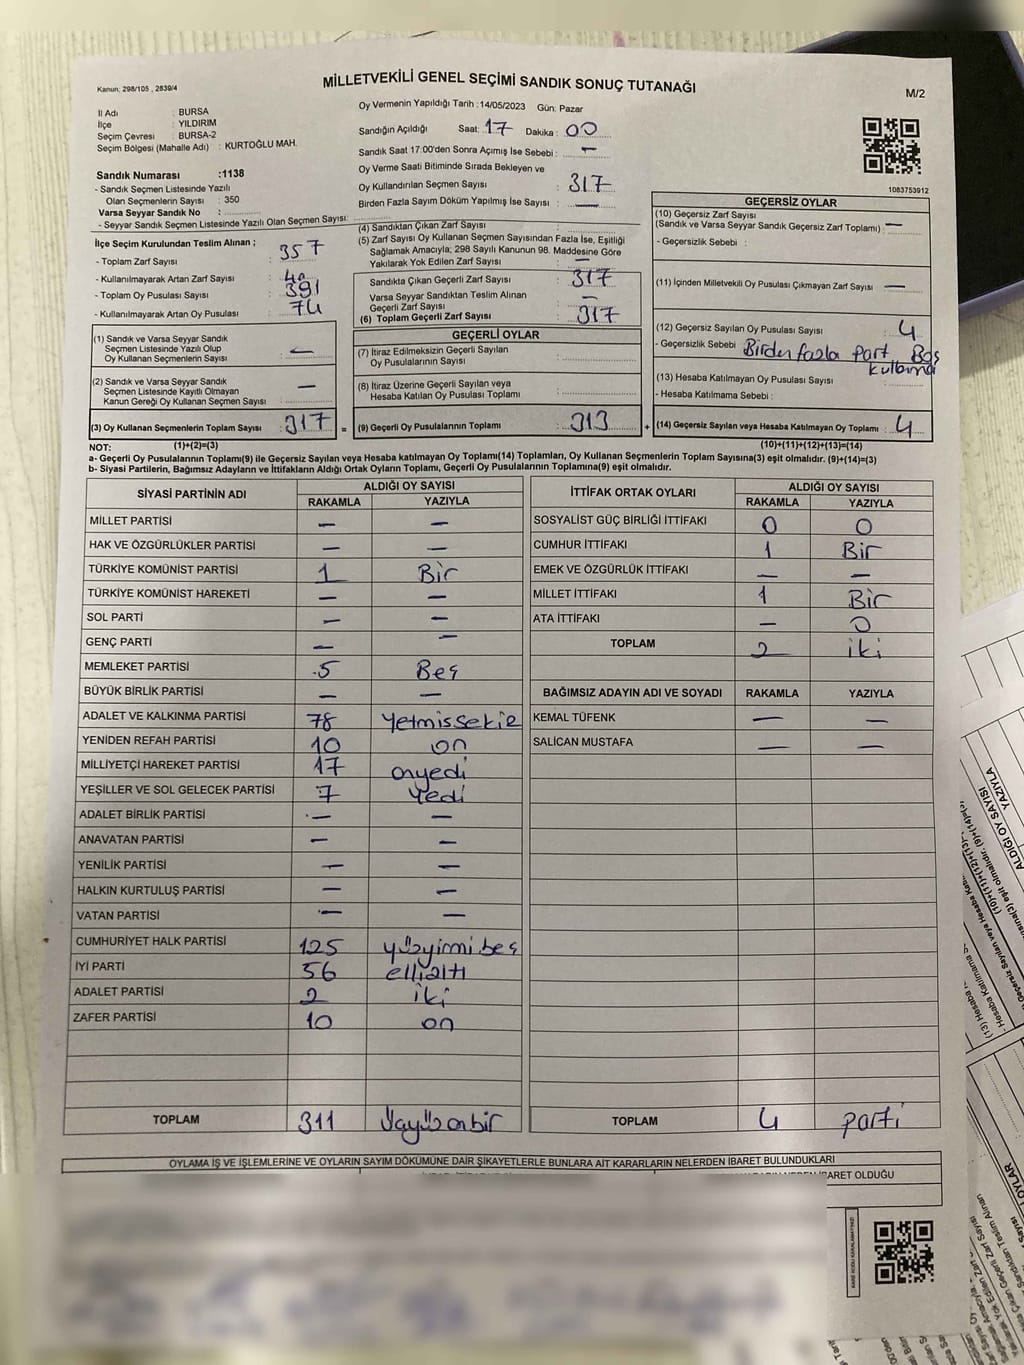 Kanun: 298/105 , 2839/4
MİLLETVEKİLİ GENEL SEÇİMİ SANDIK SONUÇ TUTANAĞI
M/2
İl Adı : BURSA
İlçe : YILDIRIM
Seçim Çevresi : BURSA-2
Seçim Bölgesi (Mahalle Adı) : KURTOĞLU MAH.
Sandık Numarası :1138
- Sandık Seçmen Listesinde Yazılı
Olan Seçmenlerin Sayısı : 350
Varsa Seyyar Sandık No :
- Seyyar Sandık Seçmen Listesinde Yazılı Olan Seçmen Sayısı:
Oy Vermenin Yapıldığı Tarih :14/05/2023 Gün: Pazar
Sandığın Açıldığı Saat: 17 Dakika : 00
Sandık Saat 17:00'den Sonra Açımış İse Sebebi : —
Oy Verme Saati Bitiminde Sırada Bekleyen ve
Oy Kullandırılan Seçmen Sayısı : 317
Birden Fazla Sayım Döküm Yapılmış İse Sayısı : —
1083753912
İlçe Seçim Kurulundan Teslim Alınan ;
- Toplam Zarf Sayısı : 357
- Kullanılmayarak Artan Zarf Sayısı : 40
- Toplam Oy Pusulası Sayısı : 391
- Kullanılmayarak Artan Oy Pusulası : 74
(4) Sandıktan Çıkan Zarf Sayısı :
(5) Zarf Sayısı Oy Kullanan Seçmen Sayısından Fazla İse, Eşitliği
Sağlamak Amacıyla; 298 Sayılı Kanunun 98. Maddesine Göre
Yakılarak Yok Edilen Zarf Sayısı : —
Sandıkta Çıkan Geçerli Zarf Sayısı : 317
Varsa Seyyar Sandıktan Teslim Alınan
Geçerli Zarf Sayısı : —
(6) Toplam Geçerli Zarf Sayısı : 317
GEÇERSİZ OYLAR
(10) Geçersiz Zarf Sayısı
(Sandık ve Varsa Seyyar Sandık Geçersiz Zarf Toplamı) : —
- Geçersizlik Sebebi :
(11) İçinden Milletvekili Oy Pusulası Çıkmayan Zarf Sayısı : —
(12) Geçersiz Sayılan Oy Pusulası Sayısı : 4
- Geçersizlik Sebebi : Birden fazla Part Baş
kullanma
(13) Hesaba Katılmayan Oy Pusulası Sayısı :
- Hesaba Katılmama Sebebi :
(1) Sandık ve Varsa Seyyar Sandık
Seçmen Listesinde Yazılı Olup
Oy Kullanan Seçmenlerin Sayısı : —
(2) Sandık ve Varsa Seyyar Sandık
Seçmen Listesinde Kayıtlı Olmayan
Kanun Gereği Oy Kullanan Seçmen Sayısı : —
GEÇERLİ OYLAR
(7) İtiraz Edilmeksizin Geçerli Sayılan
Oy Pusulalarının Sayısı :
(8) İtiraz Üzerine Geçerli Sayılan veya
Hesaba Katılan Oy Pusulası Toplamı :
(3) Oy Kullanan Seçmenlerin Toplam Sayısı : 317 = (9) Geçerli Oy Pusulalarının Toplamı : 313 + (14) Geçersiz Sayılan veya Hesaba Katılmayan Oy Toplamı : 4
NOT: (1)+(2)=(3) (10)+(11)+(12)+(13)=(14)
a- Geçerli Oy Pusulalarının Toplamı(9) ile Geçersiz Sayılan veya Hesaba Katılmayan Oy Toplamı(14) Toplamları, Oy Kullanan Seçmenlerin Toplam Sayısına(3) eşit olmalıdır. (9)+(14)=(3)
b- Siyasi Partilerin, Bağımsız Adayların ve İttifakların Aldığı Ortak Oyların Toplamı, Geçerli Oy Pusulalarının Toplamına(9) eşit olmalıdır.
SİYASİ PARTİNİN ADI ALDIĞI OY SAYISI
RAKAMLA YAZIYLA
MİLLET PARTİSİ — —
HAK VE ÖZGÜRLÜKLER PARTİSİ — —
TÜRKİYE KOMÜNİST PARTİSİ 1 Bir
TÜRKİYE KOMÜNİST HAREKETİ — —
SOL PARTİ — —
GENÇ PARTİ — —
MEMLEKET PARTİSİ 5 Beş
BÜYÜK BİRLİK PARTİSİ — —
ADALET VE KALKINMA PARTİSİ 78 Yetmissekiz
YENİDEN REFAH PARTİSİ 10 on
MİLLİYETÇİ HAREKET PARTİSİ 17 onyedi
YEŞİLLER VE SOL GELECEK PARTİSİ 7 Yedi
ADALET BİRLİK PARTİSİ — —
ANAVATAN PARTİSİ — —
YENİLİK PARTİSİ — —
HALKIN KURTULUŞ PARTİSİ — —
VATAN PARTİSİ — —
CUMHURİYET HALK PARTİSİ 125 yüzyirmi beş
İYİ PARTİ 56 ellialtı
ADALET PARTİSİ 2 iki
ZAFER PARTİSİ 10 on
TOPLAM 311 Üçyüzonbir
İTTİFAK ORTAK OYLARI ALDIĞI OY SAYISI
RAKAMLA YAZIYLA
SOSYALİST GÜÇ BİRLİĞİ İTTİFAKI 0 0
CUMHUR İTTİFAKI 1 Bir
EMEK VE ÖZGÜRLÜK İTTİFAKI — —
MİLLET İTTİFAKI 1 Bir
ATA İTTİFAKI — 0
TOPLAM 2 iki
BAĞIMSIZ ADAYIN ADI VE SOYADI RAKAMLA YAZIYLA
KEMAL TÜFENK — —
SALİCAN MUSTAFA — —
TOPLAM 4 parti
OYLAMA İŞ VE İŞLEMLERİNE VE OYLARIN SAYIM DÖKÜMÜNE DAİR ŞİKAYETLERLE BUNLARA AİT KARARLARIN NELERDEN İBARET BULUNDUKLARI
İBARET OLDUĞU